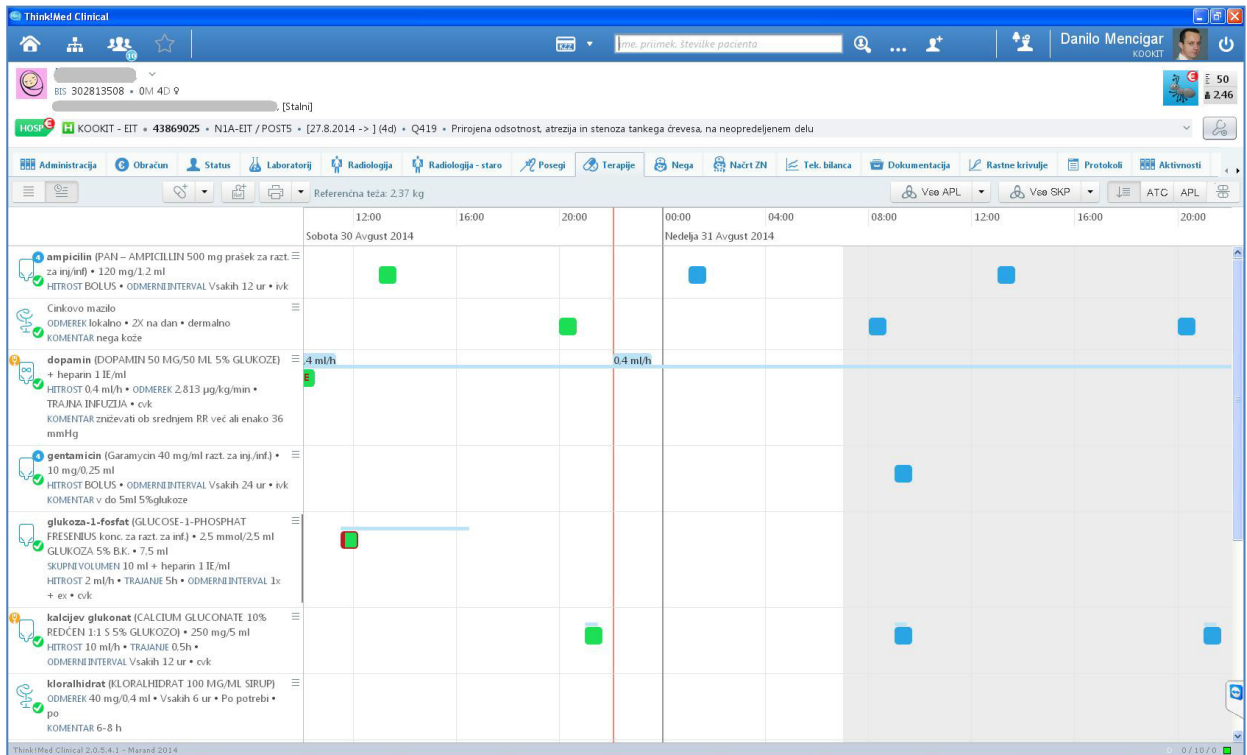 Think!Med Clinical
10
KZZ
Ime, priimek, številke pacienta
...
Danilo Mencigar
KOOKIT
BIS 302813508 • 0M 4D ♀
, [Stalni]
50
2,46
HOSP H KOOKIT - EIT • 43869025 • N1A-EIT / POST5 • [27.8.2014 -> ] (4d) • Q419 • Prirojena odsotnost, atrezija in stenoza tankega črevesa, na neopredeljenem delu
Administracija Obračun Status Laboratorij Radiologija Radiologija - staro Posegi Terapije Nega Načrt ZN Tek. bilanca Dokumentacija Rastne krivulje Protokoli Aktivnosti
Referenčna teža: 2,37 kg
Vse APL Vse SKP ATC APL
12:00 16:00 20:00 00:00 04:00 08:00 12:00 16:00 20:00
Sobota 30 Avgust 2014 Nedelja 31 Avgust 2014
4 ampicilin (PAN – AMPICILLIN 500 mg prašek za razt.
za inj/inf) • 120 mg/1.2 ml
HITROST BOLUS • ODMERNI INTERVAL Vsakih 12 ur • ivk
Cinkovo mazilo
ODMEREK lokalno • 2X na dan • dermalno
KOMENTAR nega kože
dopamin (DOPAMIN 50 MG/50 ML 5% GLUKOZE)
+ heparin 1 IE/ml
HITROST 0,4 ml/h • ODMEREK 2.813 µg/kg/min •
TRAJNA INFUZIJA • cvk
KOMENTAR zniževati ob srednjem RR več ali enako 36
mmHg
.4 ml/h 0,4 ml/h
E
4 gentamicin (Garamycin 40 mg/ml razt. za inj./inf.) •
10 mg/0,25 ml
HITROST BOLUS • ODMERNI INTERVAL Vsakih 24 ur • ivk
KOMENTAR v do 5ml 5%glukoze
glukoza-1-fosfat (GLUCOSE-1-PHOSPHAT
FRESENIUS konc. za razt. za inf.) • 2,5 mmol/2,5 ml
GLUKOZA 5% B.K. • 7,5 ml
SKUPNI VOLUMEN 10 ml + heparin 1 IE/ml
HITROST 2 ml/h • TRAJANJE 5h • ODMERNI INTERVAL 1x
+ ex • cvk
kalcijev glukonat (CALCIUM GLUCONATE 10%
REDČEN 1:1 S 5% GLUKOZO) • 250 mg/5 ml
HITROST 10 ml/h • TRAJANJE 0,5h •
ODMERNI INTERVAL Vsakih 12 ur • cvk
kloralhidrat (KLORALHIDRAT 100 MG/ML SIRUP)
ODMEREK 40 mg/0,4 ml • Vsakih 6 ur • Po potrebi •
po
KOMENTAR 6-8 h
Think!Med Clinical 2.0.5.4.1 - Marand 2014
0 / 10 / 0